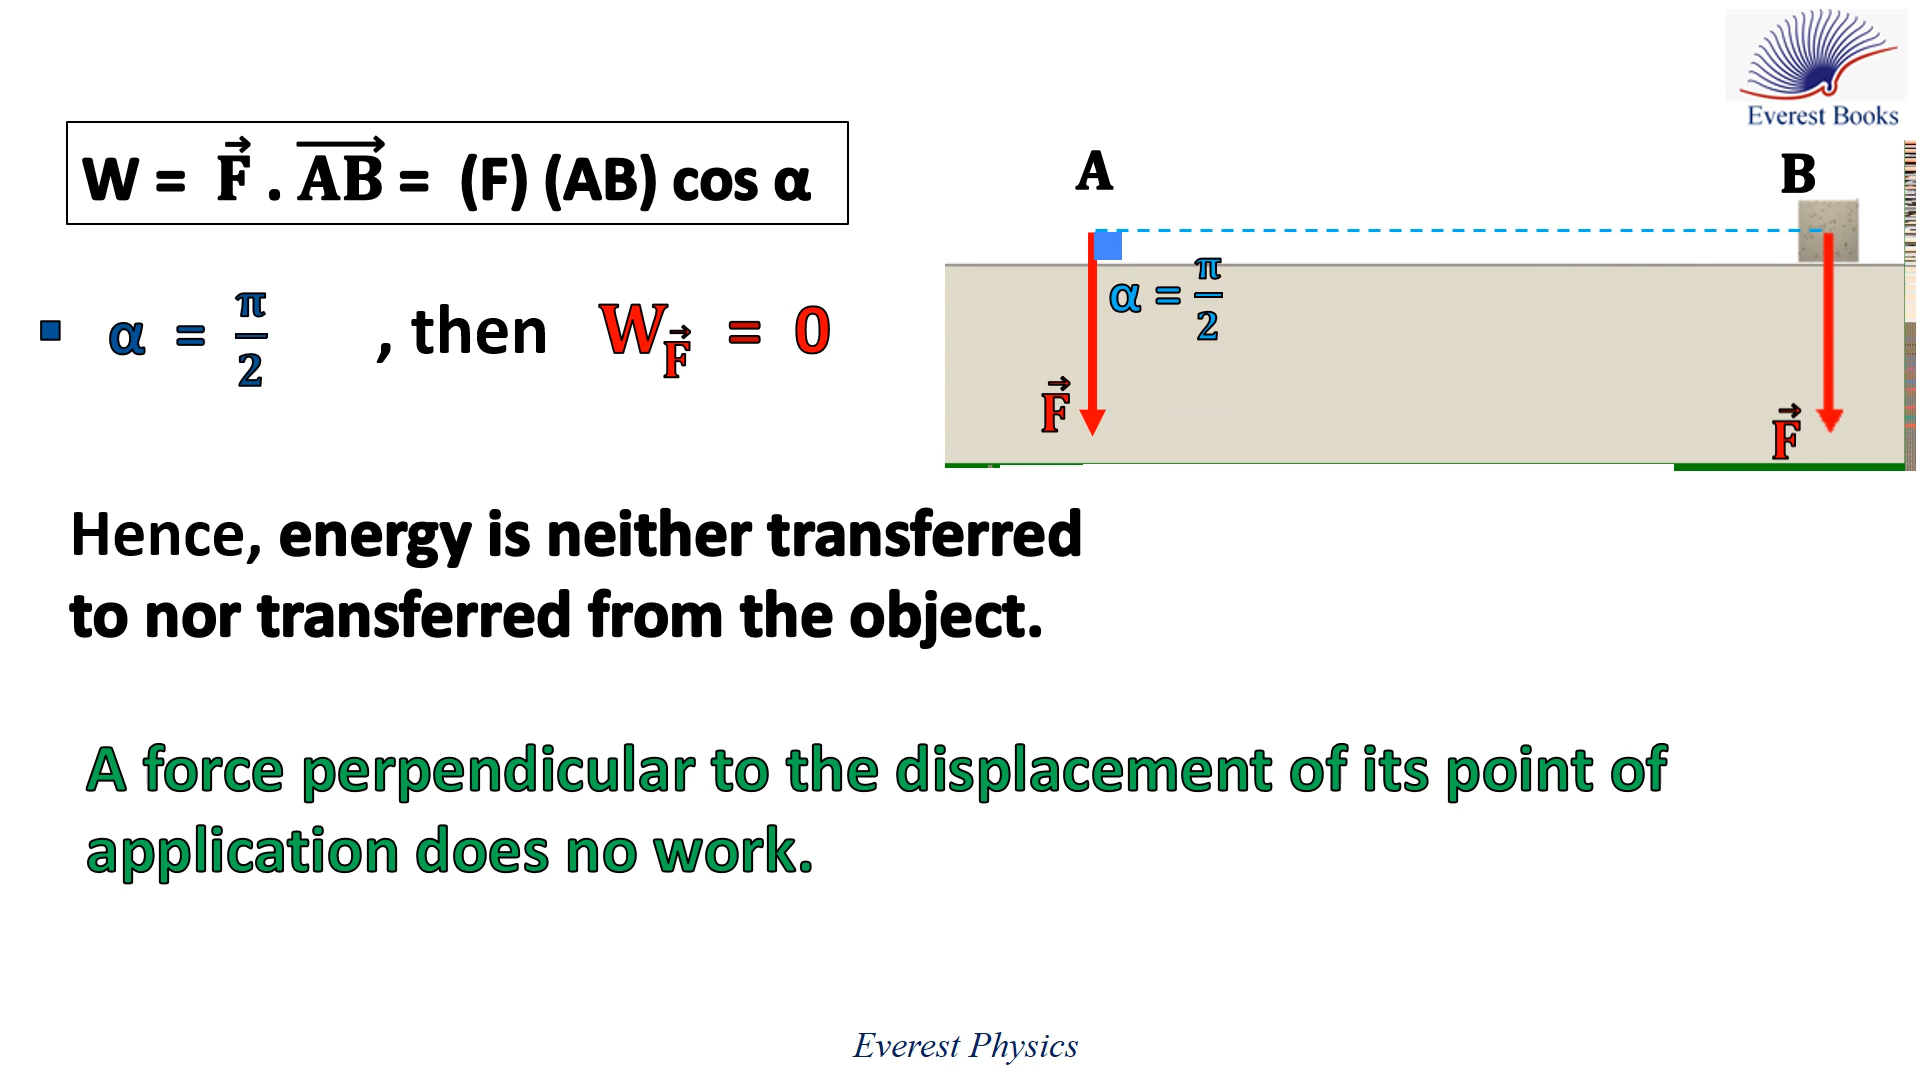 Everest Books
W = F⃗ . A͞B⃗ = (F) (AB) cos α
A
B
▪ α = π/2 , then W_F⃗ = 0
α = π/2
F⃗
F⃗
Hence, energy is neither transferred
to nor transferred from the object.
A force perpendicular to the displacement of its point of
application does no work.
Everest Physics